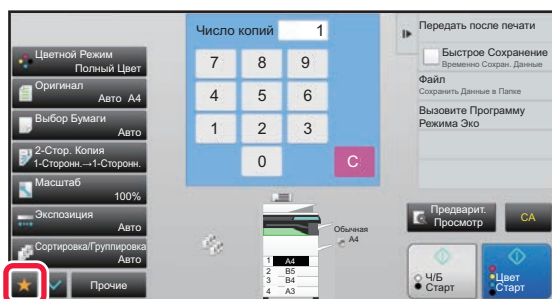 Число копий 1
7 8 9
4 5 6
1 2 3
0 C
Цветной Режим
Полный Цвет
Оригинал
Авто A4
Выбор Бумаги
Авто
2-Стор. Копия
1-Сторонн.→1-Сторонн.
Масштаб
100%
Экспозиция
Авто
Сортировка/Группировка
Авто
Прочие
Обычная
A4
1 A4
2 B5
3 B4
4 A3
Передать после печати
Быстрое Сохранение
Временно Сохран. Данные
Файл
Сохранить Данные в Папке
Вызовите Программу
Режима Эко
Предварит.
Просмотр
CA
Ч/Б
Старт
Цвет
Старт